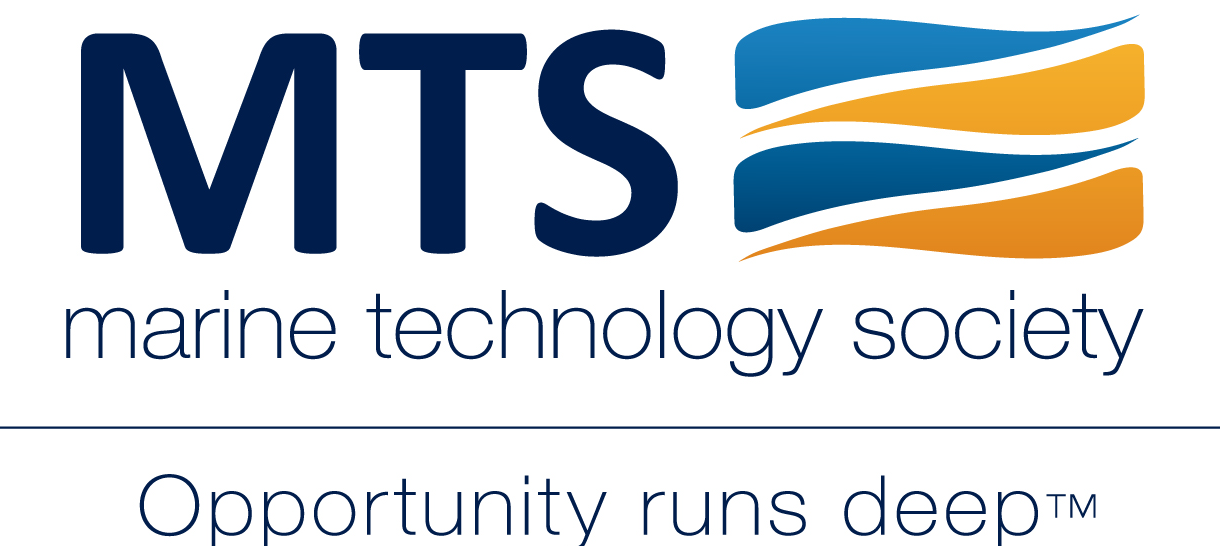 MTS
marine technology society
Opportunity runs deep™